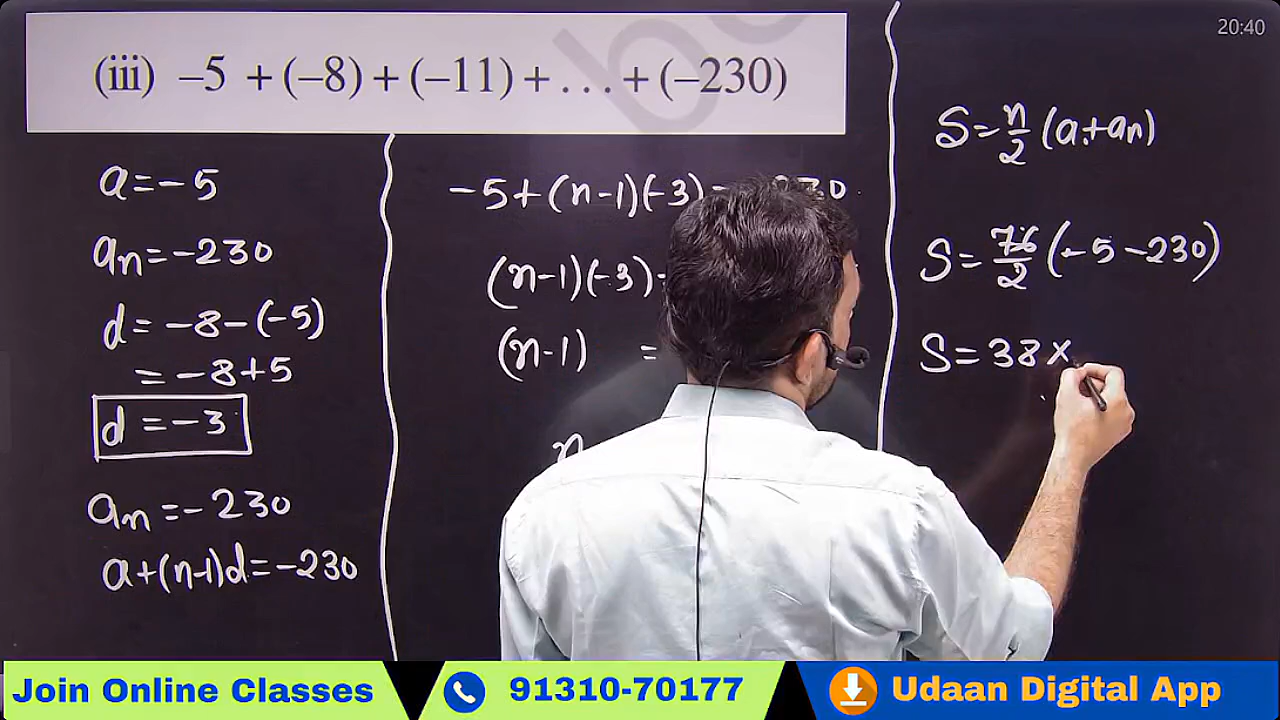 20:40
(iii) –5 + (–8) + (–11) + . . . + (–230)
a = -5
an = -230
d = -8-(-5)
= -8+5
d = -3
an = -230
a+(n-1)d = -230
-5+(n-1)(-3)
(n-1)(-3)
(n-1) =
n
S = n/2 (a+an)
S = 76/2 (-5-230)
S = 38 ×
Join Online Classes
91310-70177
Udaan Digital App